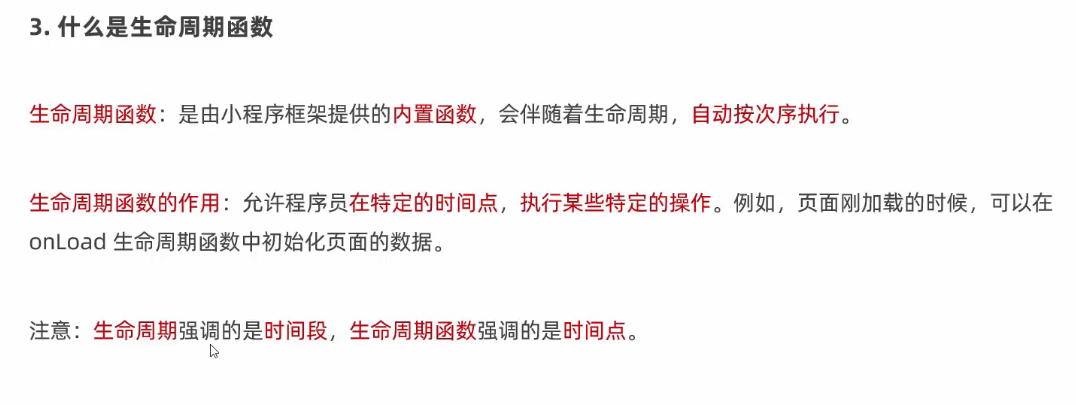 3. 什么是生命周期函数
生命周期函数：是由小程序框架提供的内置函数，会伴随着生命周期，自动按次序执行。
生命周期函数的作用：允许程序员在特定的时间点，执行某些特定的操作。例如，页面刚加载的时候，可以在
onLoad 生命周期函数中初始化页面的数据。
注意：生命周期强调的是时间段，生命周期函数强调的是时间点。